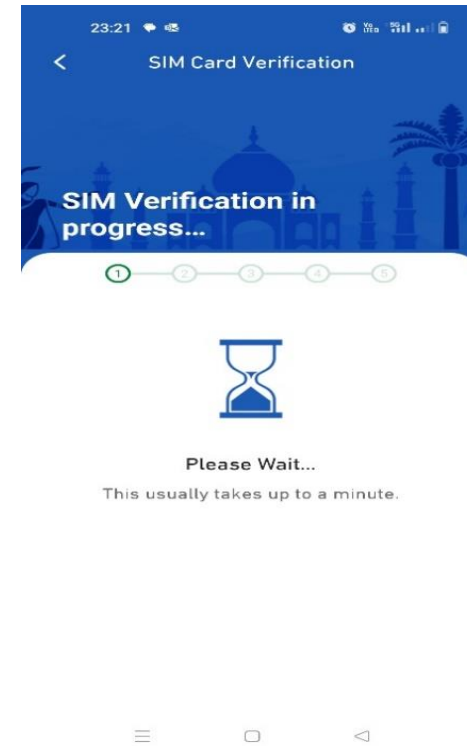 23:21
SIM Card Verification
SIM Verification in
progress...
1 2 3 4 5
Please Wait...
This usually takes up to a minute.